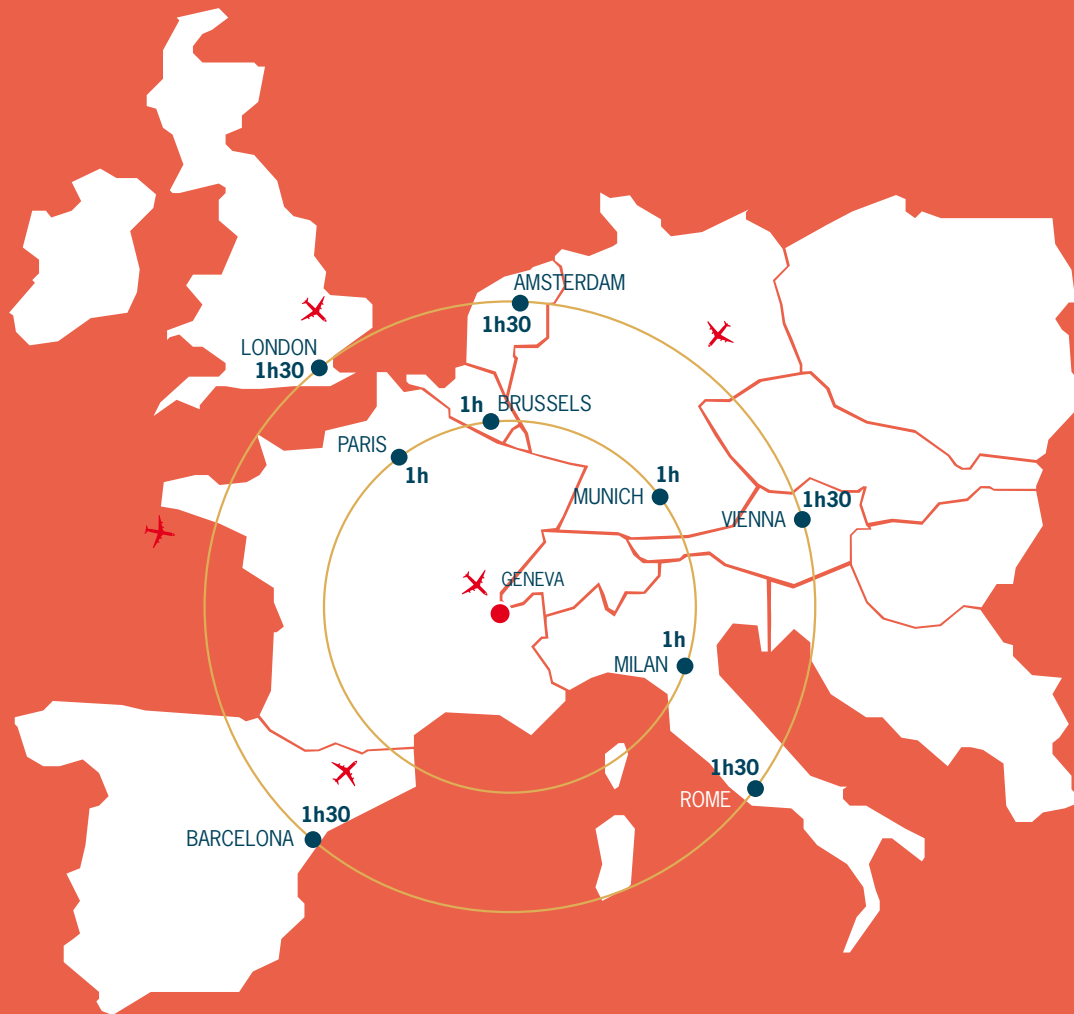 AMSTERDAM
1h30
LONDON
1h30
1h BRUSSELS
PARIS
1h
1h
MUNICH
1h30
VIENNA
GENEVA
1h
MILAN
1h30
ROME
1h30
BARCELONA